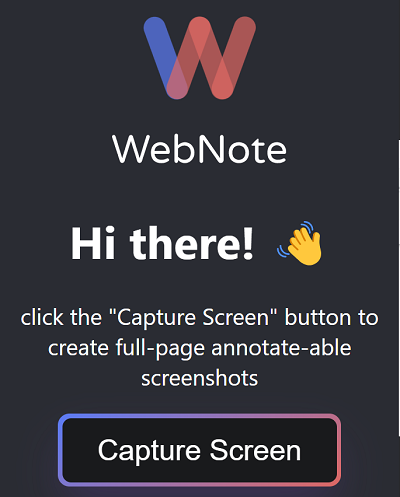 WebNote
Hi there! 👋
click the "Capture Screen" button to
create full-page annotate-able
screenshots
Capture Screen